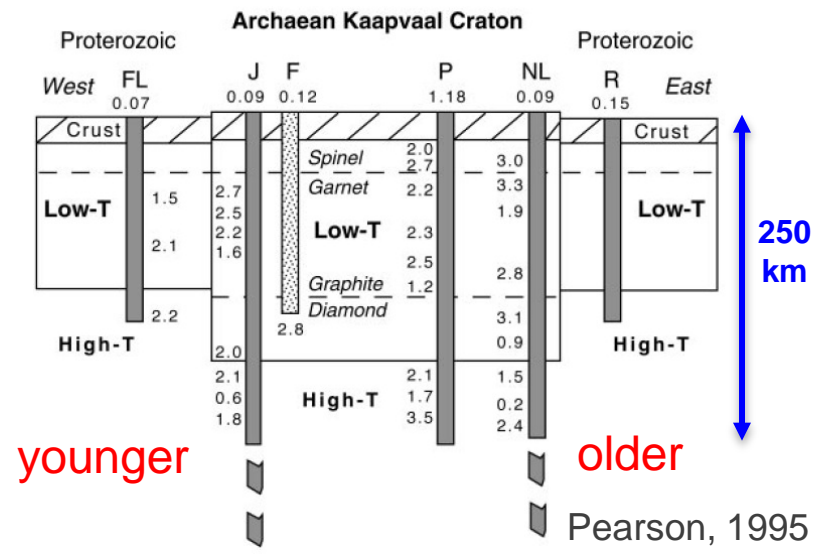 Archaean Kaapvaal Craton
Proterozoic
Proterozoic
West FL J F P NL R East
0.07 0.09 0.12 1.18 0.09 0.15
Crust Crust
Spinel 2.0
2.7 3.0
Garnet 2.2 3.3
1.5 2.7 1.9
Low-T 2.5 Low-T Low-T
2.2 2.3
2.1 1.6
2.5 2.8
Graphite 1.2
Diamond
2.2 2.8 3.1
High-T 0.9 High-T
2.0
2.1 High-T 2.1 1.5
0.6 1.7 0.2
1.8 3.5 2.4
250
km
younger older
Pearson, 1995